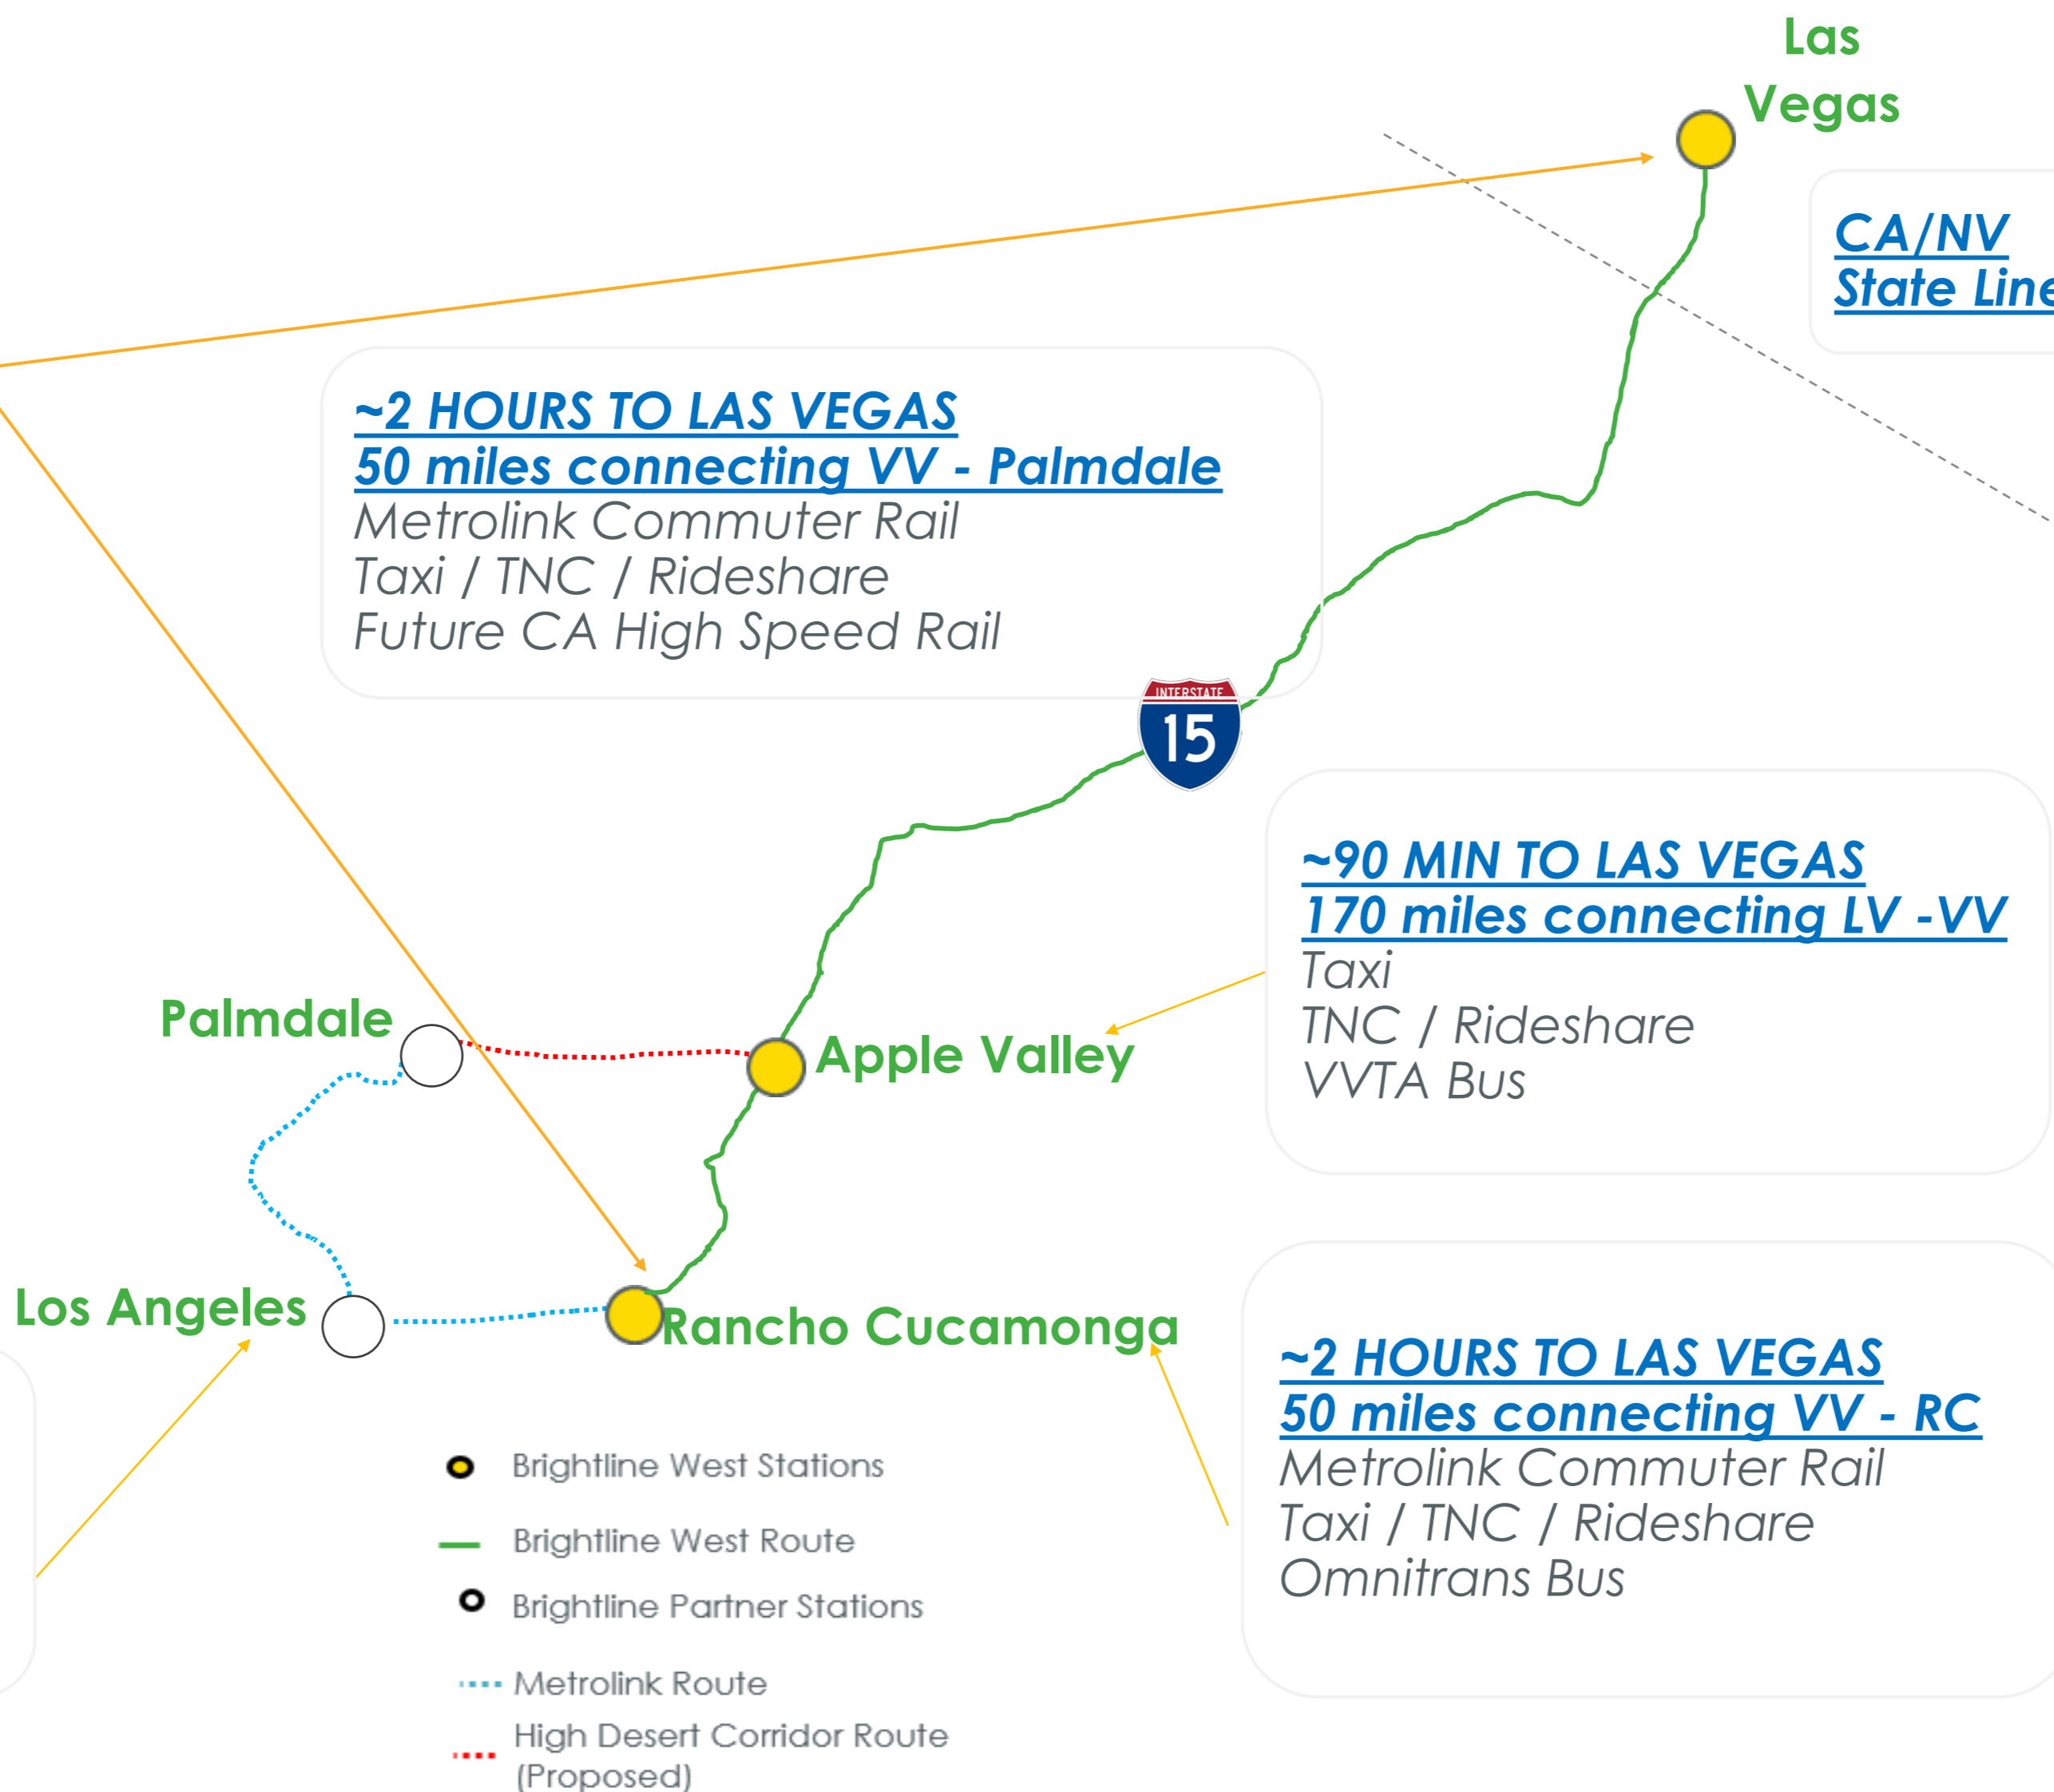 Las
Vegas
CA/NV
State Line
~2 HOURS TO LAS VEGAS
50 miles connecting VV - Palmdale
Metrolink Commuter Rail
Taxi / TNC / Rideshare
Future CA High Speed Rail
INTERSTATE
15
~90 MIN TO LAS VEGAS
170 miles connecting LV -VV
Taxi
TNC / Rideshare
VVTA Bus
Palmdale
Apple Valley
Los Angeles
Rancho Cucamonga
~2 HOURS TO LAS VEGAS
50 miles connecting VV - RC
Metrolink Commuter Rail
Taxi / TNC / Rideshare
Omnitrans Bus
Brightline West Stations
Brightline West Route
Brightline Partner Stations
Metrolink Route
High Desert Corridor Route
(Proposed)